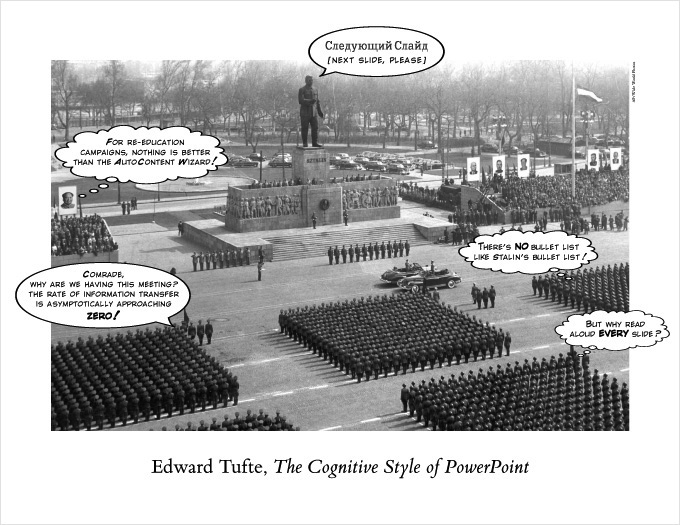 Следующий Слайд
[NEXT SLIDE, PLEASE]
FOR RE-EDUCATION
CAMPAIGNS, NOTHING IS BETTER
THAN THE AUTOCONTENT WIZARD!
THERE'S NO BULLET LIST
LIKE STALIN'S BULLET LIST!
COMRADE,
WHY ARE WE HAVING THIS MEETING?
THE RATE OF INFORMATION TRANSFER
IS ASYMPTOTICALLY APPROACHING
ZERO!
BUT WHY READ
ALOUD EVERY SLIDE?
Edward Tufte, The Cognitive Style of PowerPoint